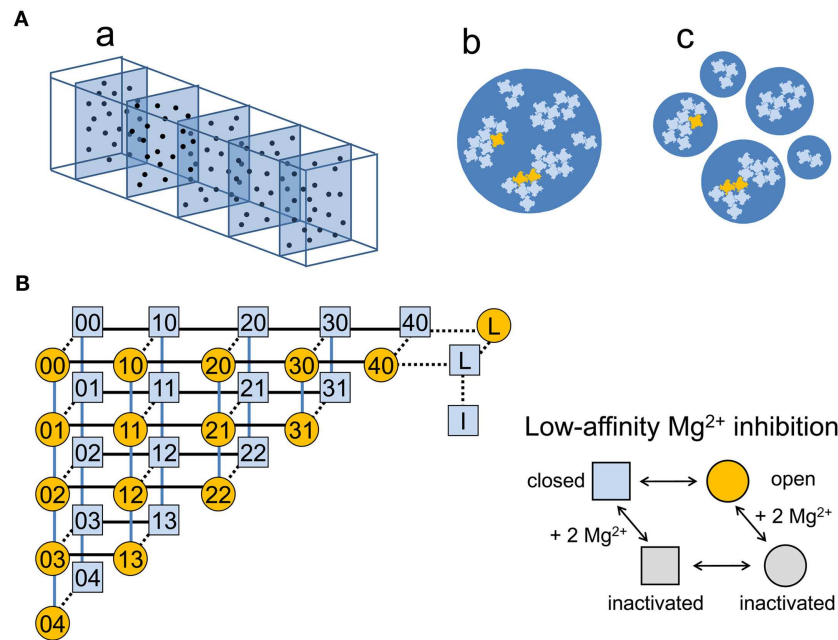 A
a
b
c
B
00 10 20 30 40 L
00 10 20 30 40 L
01 11 21 31 I
01 11 21 31
02 12 22
02 12 22
03 13
03 13
04
04
Low-affinity Mg²⁺ inhibition
closed open
+ 2 Mg²⁺ + 2 Mg²⁺
inactivated inactivated